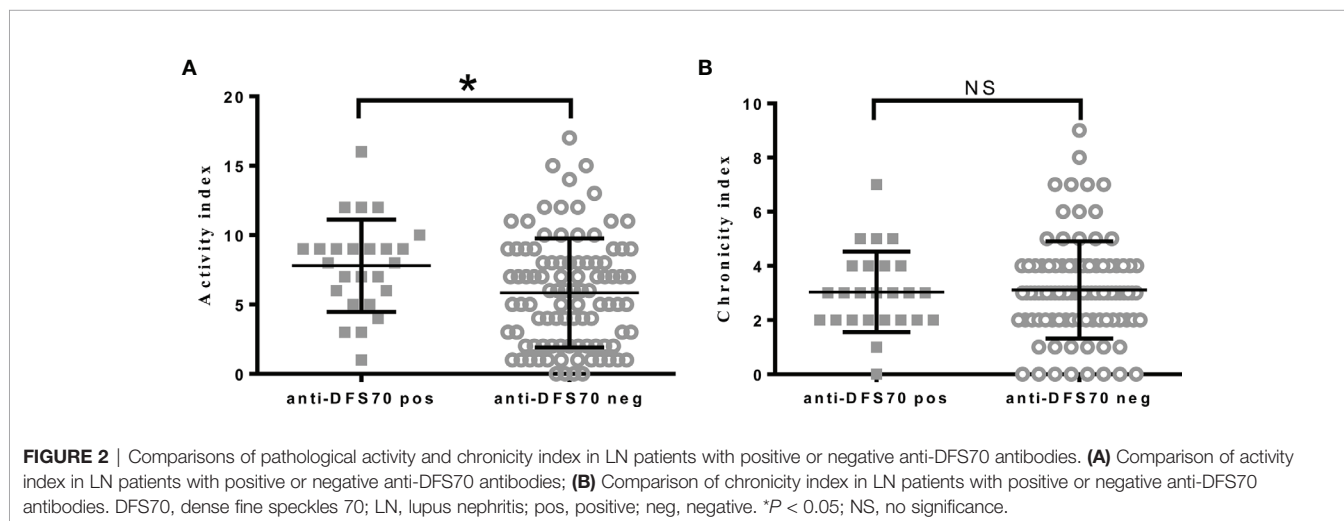 A
*
20
15
10
5
0
Activity index
anti-DFS70 pos
anti-DFS70 neg
B
NS
10
8
6
4
2
0
Chronicity index
anti-DFS70 pos
anti-DFS70 neg
FIGURE 2 | Comparisons of pathological activity and chronicity index in LN patients with positive or negative anti-DFS70 antibodies. (A) Comparison of activity
index in LN patients with positive or negative anti-DFS70 antibodies; (B) Comparison of chronicity index in LN patients with positive or negative anti-DFS70
antibodies. DFS70, dense fine speckles 70; LN, lupus nephritis; pos, positive; neg, negative. *P < 0.05; NS, no significance.